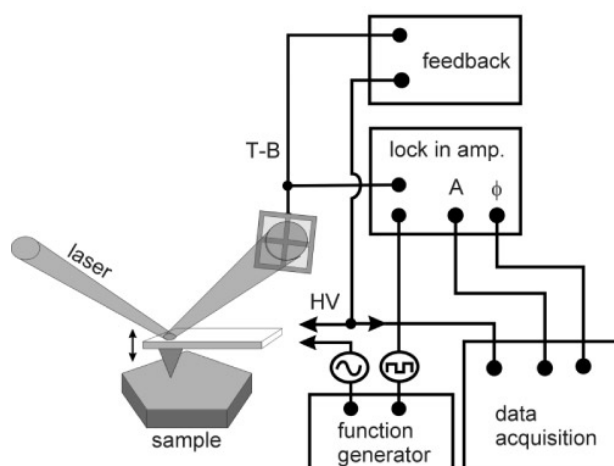 feedback
lock in amp.
T-B
A
ϕ
laser
HV
sample
function
generator
data
acquisition